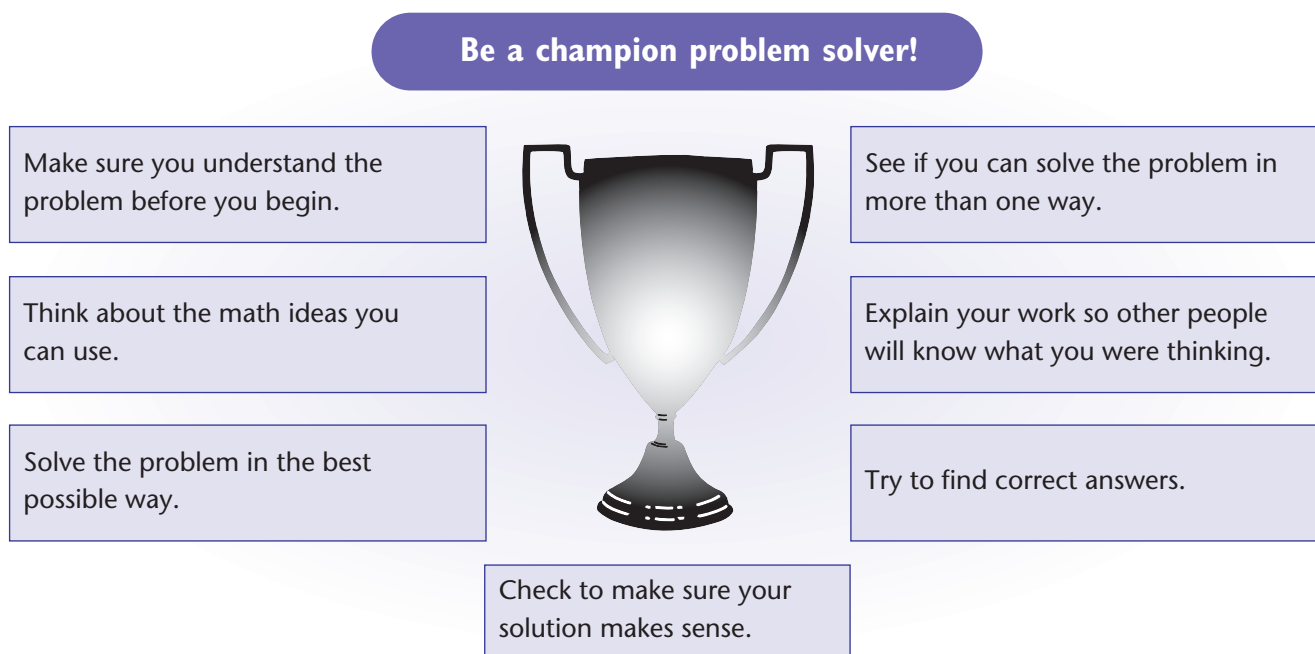 Be a champion problem solver!
Make sure you understand the
problem before you begin.
Think about the math ideas you
can use.
Solve the problem in the best
possible way.
See if you can solve the problem in
more than one way.
Explain your work so other people
will know what you were thinking.
Try to find correct answers.
Check to make sure your
solution makes sense.